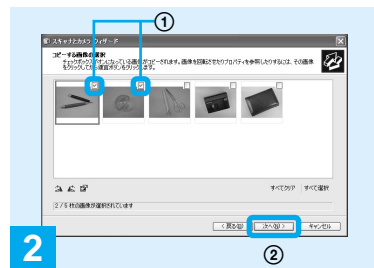 ①
スキャナとカメラ ウィザード
コピーする画像の選択
チェックボックスがオンになっている画像がコピーされます。画像を回転させたりプロパティを参照したりするには、その画像
をクリックしてから適宜ボタンをクリックします。
すべてクリア すべて選択
2 / 5 枚の画像が選択されています
< 戻る(B) 次へ(N) > キャンセル
2
②